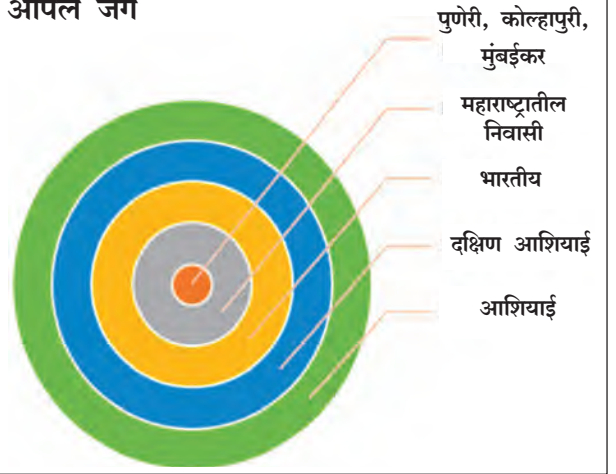 आपले जग
पुणेरी, कोल्हापुरी,
मुंबईकर
महाराष्ट्रातील
निवासी
भारतीय
दक्षिण आशियाई
आशियाई